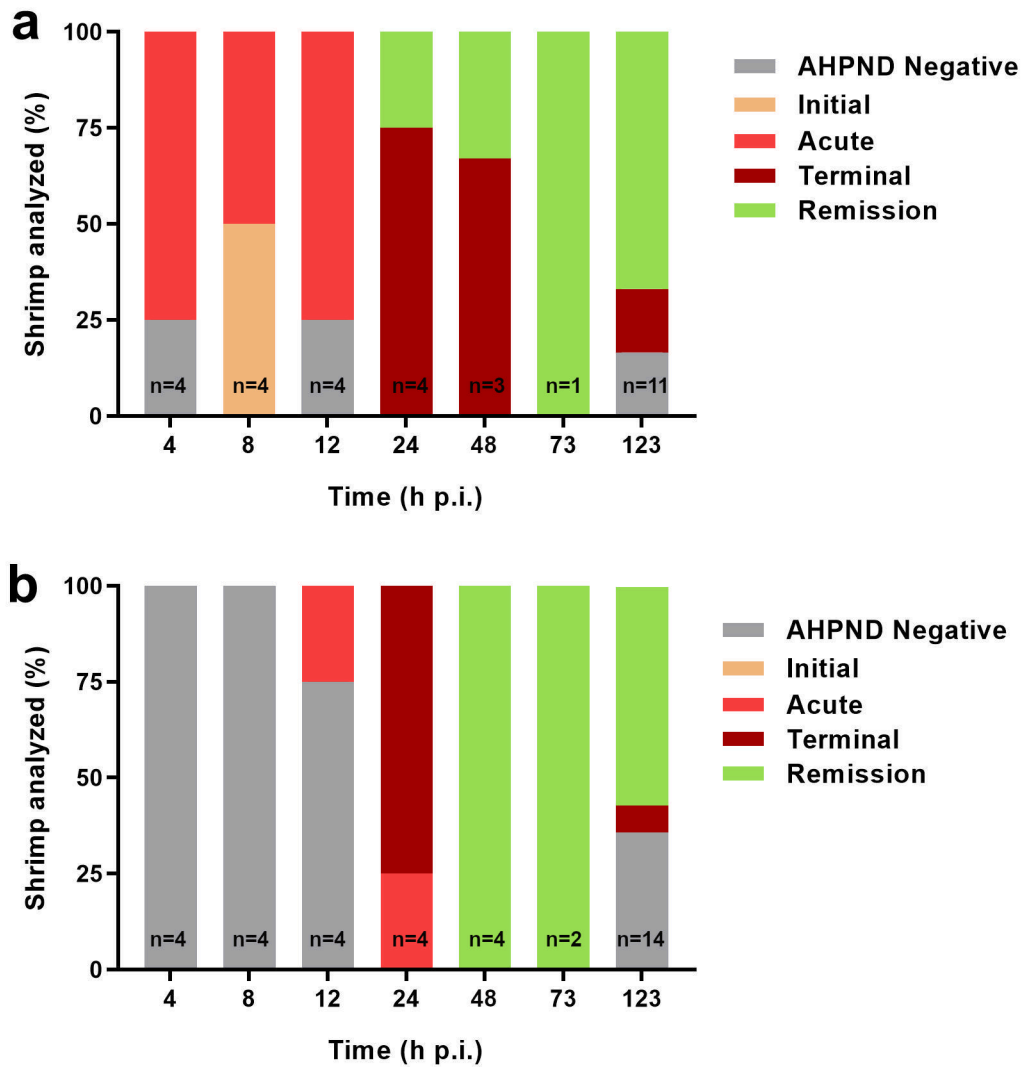 a
100
75
50
25
0
Shrimp analyzed (%)
n=4
n=4
n=4
n=4
n=3
n=1
n=11
4
8
12
24
48
73
123
Time (h p.i.)
AHPND Negative
Initial
Acute
Terminal
Remission
b
100
75
50
25
0
Shrimp analyzed (%)
n=4
n=4
n=4
n=4
n=4
n=2
n=14
4
8
12
24
48
73
123
Time (h p.i.)
AHPND Negative
Initial
Acute
Terminal
Remission